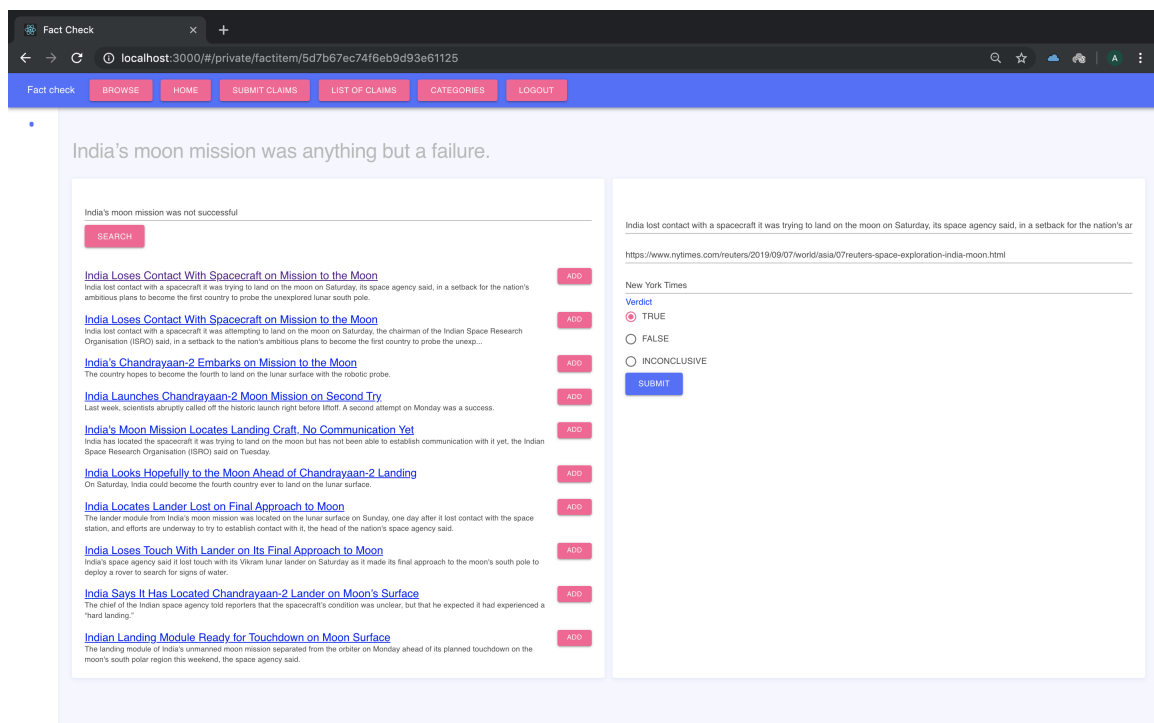 Fact Check
localhost:3000/#/private/factitem/5d7b67ec74f6eb9d93e61125
A
Fact check BROWSE HOME SUBMIT CLAIMS LIST OF CLAIMS CATEGORIES LOGOUT
India’s moon mission was anything but a failure.
India's moon mission was not successful
SEARCH
India Loses Contact With Spacecraft on Mission to the Moon
ADD
India lost contact with a spacecraft it was trying to land on the moon on Saturday, its space agency said, in a setback for the nation's
ambitious plans to become the first country to probe the unexplored lunar south pole.
India Loses Contact With Spacecraft on Mission to the Moon
ADD
India lost contact with a spacecraft it was attempting to land on the moon on Saturday, the chairman of the Indian Space Research
Organisation (ISRO) said, in a setback to the nation's ambitious plans to become the first country to probe the unexp...
India’s Chandrayaan-2 Embarks on Mission to the Moon
ADD
The country hopes to become the fourth to land on the lunar surface with the robotic probe.
India Launches Chandrayaan-2 Moon Mission on Second Try
ADD
Last week, scientists abruptly called off the historic launch right before liftoff. A second attempt on Monday was a success.
India's Moon Mission Locates Landing Craft, No Communication Yet
ADD
India has located the spacecraft it was trying to land on the moon but has not been able to establish communication with it yet, the Indian
Space Research Organisation (ISRO) said on Tuesday.
India Looks Hopefully to the Moon Ahead of Chandrayaan-2 Landing
ADD
On Saturday, India could become the fourth country ever to land on the lunar surface.
India Locates Lander Lost on Final Approach to Moon
ADD
The lander module from India's moon mission was located on the lunar surface on Sunday, one day after it lost contact with the space
station, and efforts are underway to try to establish contact with it, the head of the nation's space agency said.
India Loses Touch With Lander on Its Final Approach to Moon
ADD
India's space agency said it lost touch with its Vikram lunar lander on Saturday as it made its final approach to the moon's south pole to
deploy a rover to search for signs of water.
India Says It Has Located Chandrayaan-2 Lander on Moon’s Surface
ADD
The chief of the Indian space agency told reporters that the spacecraft’s condition was unclear, but that he expected it had experienced a
“hard landing.”
Indian Landing Module Ready for Touchdown on Moon Surface
ADD
The landing module of India's unmanned moon mission separated from the orbiter on Monday ahead of its planned touchdown on the
moon's south polar region this weekend, the space agency said.
India lost contact with a spacecraft it was trying to land on the moon on Saturday, its space agency said, in a setback for the nation's ar
https://www.nytimes.com/reuters/2019/09/07/world/asia/07reuters-space-exploration-india-moon.html
New York Times
Verdict
TRUE
FALSE
INCONCLUSIVE
SUBMIT